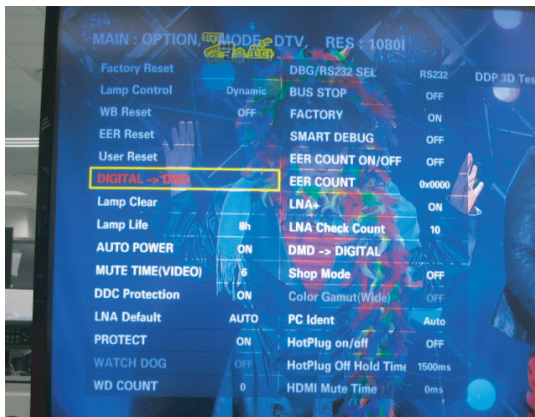 MAIN : OPTION, MODE: DTV, RES : 1080I
Factory Reset
Lamp Control Dynamic
WB Reset OFF
EER Reset
User Reset
DIGITAL -> DMD
Lamp Clear
Lamp Life 8h
AUTO POWER ON
MUTE TIME(VIDEO) 6
DDC Protection ON
LNA Default AUTO
PROTECT ON
WATCH DOG OFF
WD COUNT 0
DBG/RS232 SEL RS232
BUS STOP OFF
FACTORY ON
SMART DEBUG OFF
EER COUNT ON/OFF OFF
EER COUNT 0x0000
LNA+ ON
LNA Check Count 10
DMD -> DIGITAL
Shop Mode OFF
Color Gamut(Wide) OFF
PC Ident Auto
HotPlug on/off OFF
HotPlug Off Hold Time 1500ms
HDMI Mute Time 0ms
DDP 3D Tes